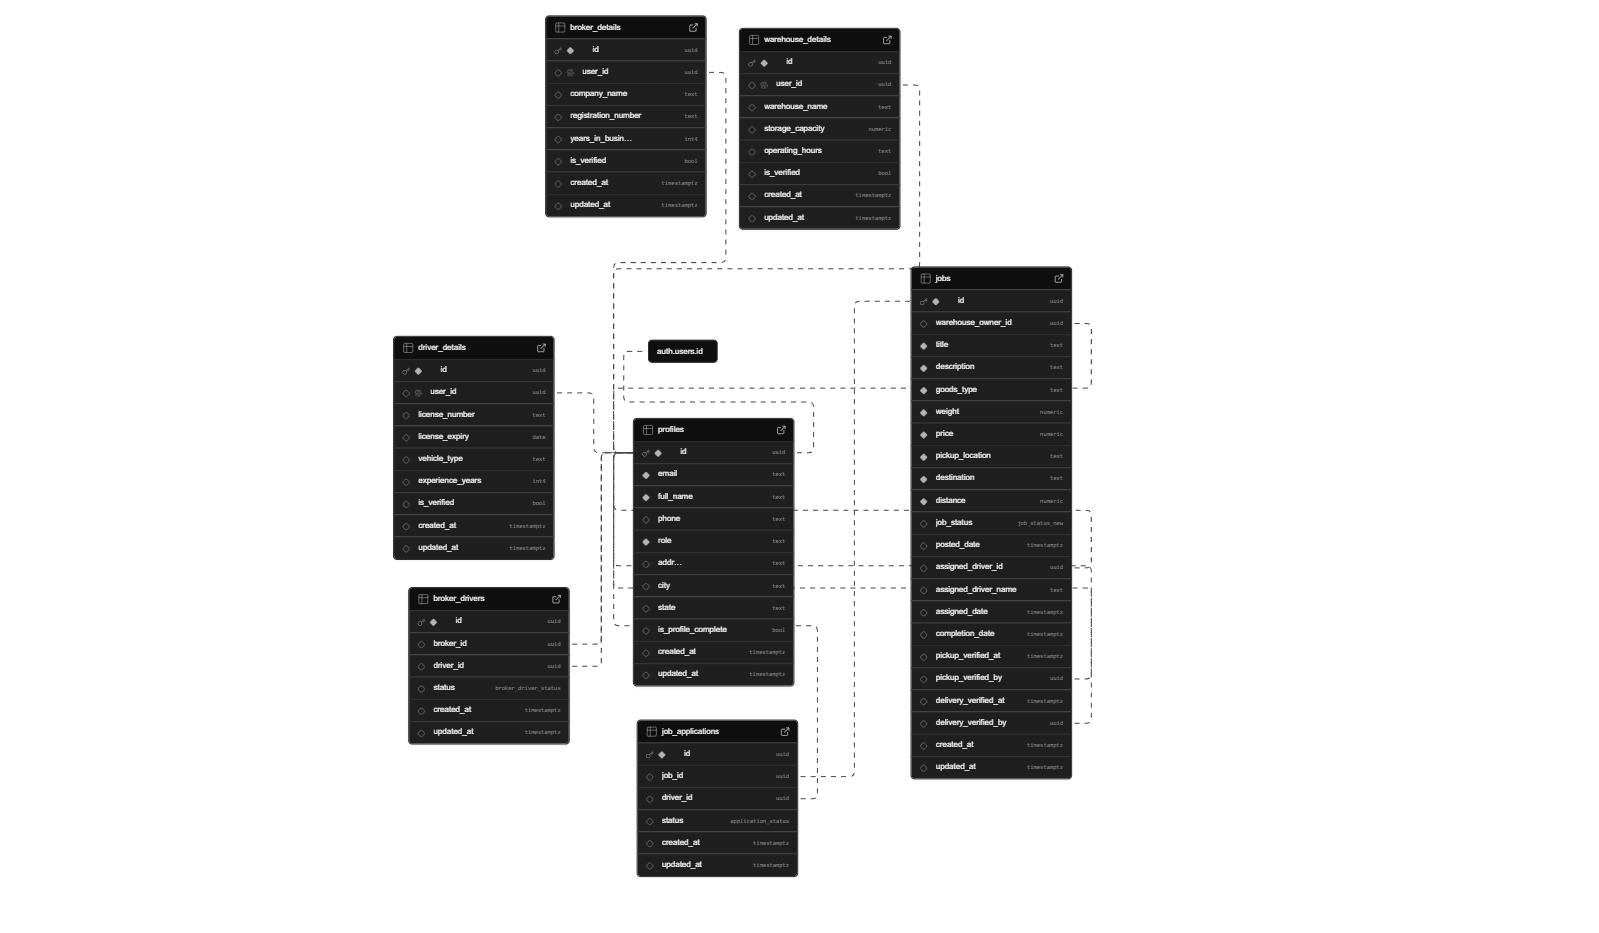 broker_details
id uuid
user_id uuid
company_name text
registration_number text
years_in_busin... int4
is_verified bool
created_at timestamptz
updated_at timestamptz
warehouse_details
id uuid
user_id uuid
warehouse_name text
storage_capacity numeric
operating_hours text
is_verified bool
created_at timestamptz
updated_at timestamptz
jobs
id uuid
warehouse_owner_id uuid
title text
description text
goods_type text
weight numeric
price numeric
pickup_location text
destination text
distance numeric
job_status job_status_new
posted_date timestamptz
assigned_driver_id uuid
assigned_driver_name text
assigned_date timestamptz
completion_date timestamptz
pickup_verified_at timestamptz
pickup_verified_by uuid
delivery_verified_at timestamptz
delivery_verified_by uuid
created_at timestamptz
updated_at timestamptz
driver_details
id uuid
user_id uuid
license_number text
license_expiry date
vehicle_type text
experience_years int4
is_verified bool
created_at timestamptz
updated_at timestamptz
auth.users.id
profiles
id uuid
email text
full_name text
phone text
role text
addr... text
city text
state text
is_profile_complete bool
created_at timestamptz
updated_at timestamptz
broker_drivers
id uuid
broker_id uuid
driver_id uuid
status broker_driver_status
created_at timestamptz
updated_at timestamptz
job_applications
id uuid
job_id uuid
driver_id uuid
status application_status
created_at timestamptz
updated_at timestamptz